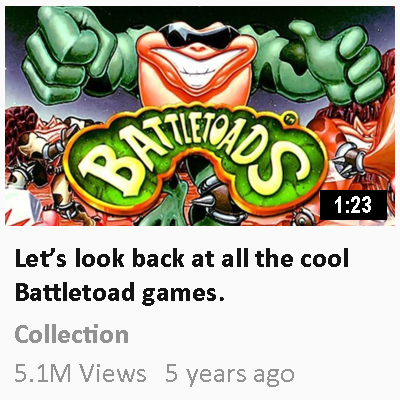 BATTLETOADS
1:23
Let's look back at all the cool
Battletoad games.
Collection
5.1M Views 5 years ago